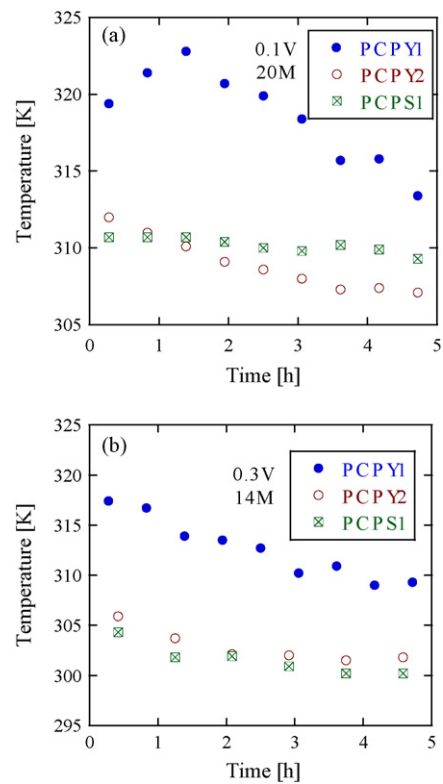 (a)
0.1V
20M
PCPY1
PCPY2
PCPS1
325
320
315
310
305
Temperature [K]
0 1 2 3 4 5
Time [h]
(b)
0.3V
14M
PCPY1
PCPY2
PCPS1
325
320
315
310
305
300
295
Temperature [K]
0 1 2 3 4 5
Time [h]